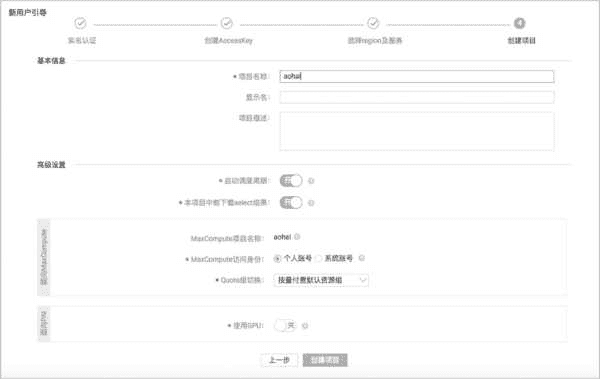 新用户引导
4
实名认证
创建AccessKey
选择region及服务
创建项目
基本信息
* 项目名称： aohai
显示名：
项目描述：
高级设置
* 启动调度周期： 开
* 本项目中能下载select结果： 开
MaxCompute
MaxCompute项目名称： aohai
* MaxCompute访问身份： 个人账号 系统账号
* Quota组切换： 按量付费默认资源组
* 使用GPU： 关
上一步 创建项目